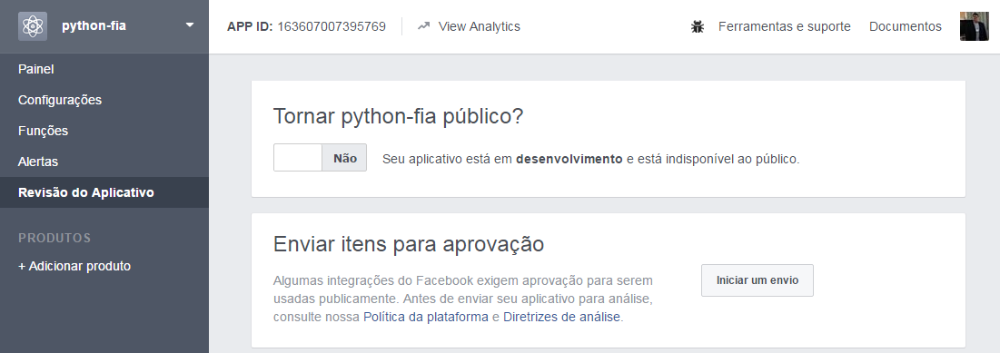 python-fia
APP ID: 163607007395769
View Analytics
Ferramentas e suporte
Documentos
Painel
Configurações
Funções
Alertas
Revisão do Aplicativo
PRODUTOS
+ Adicionar produto
Tornar python-fia público?
Não
Seu aplicativo está em desenvolvimento e está indisponível ao público.
Enviar itens para aprovação
Algumas integrações do Facebook exigem aprovação para serem
usadas publicamente. Antes de enviar seu aplicativo para análise,
consulte nossa Política da plataforma e Diretrizes de análise.
Iniciar um envio